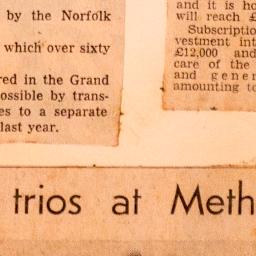 by the Norfolk
which over sixty
red in the Grand
ossible by trans-
es to a separate
last year.
and it is ho
will reach £
Subscriptio
vestment int
£12,000 and
care of the
and gener
amounting to
trios at Meth